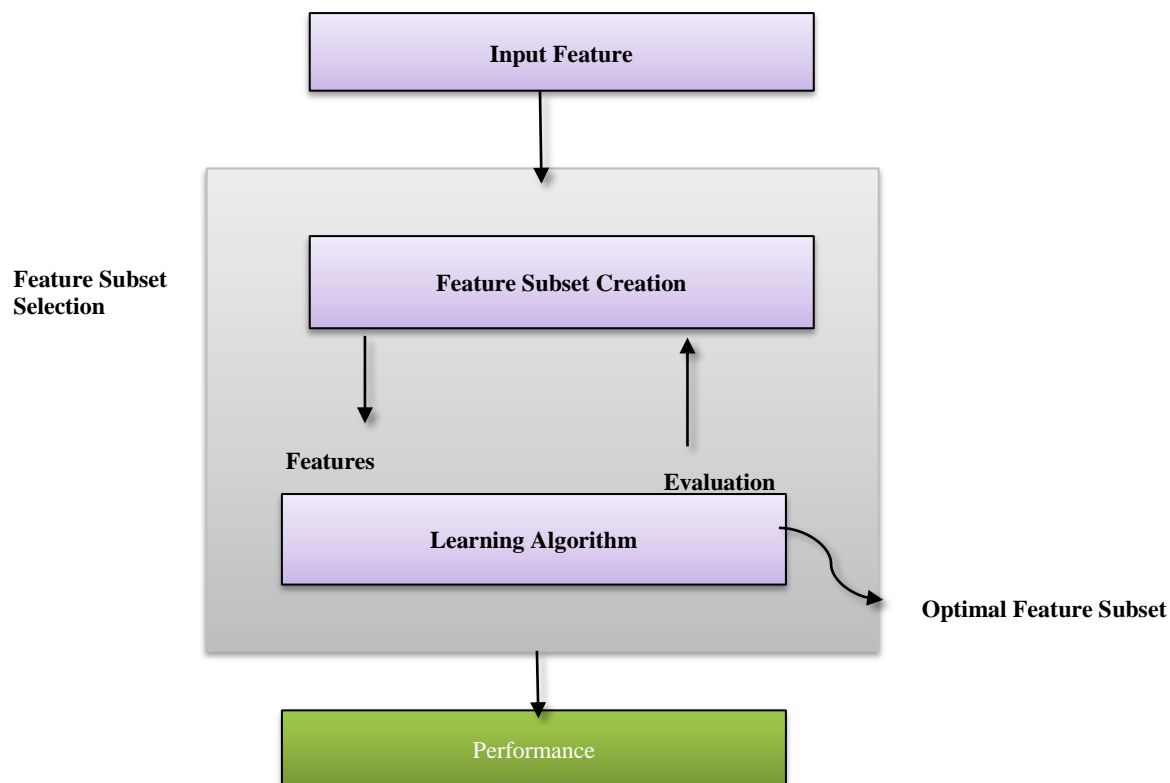 Input Feature
Feature Subset
Selection
Feature Subset Creation
Features
Evaluation
Learning Algorithm
Optimal Feature Subset
Performance